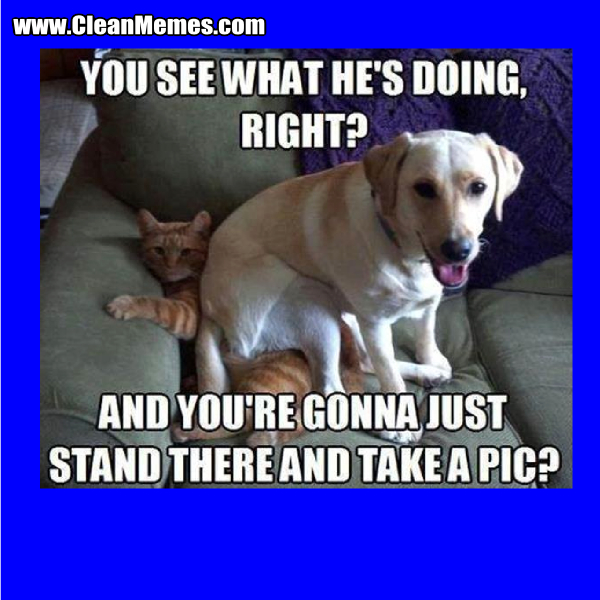 www.CleanMemes.com
YOU SEE WHAT HE'S DOING,
RIGHT?
AND YOU'RE GONNA JUST
STAND THERE AND TAKE A PIC?